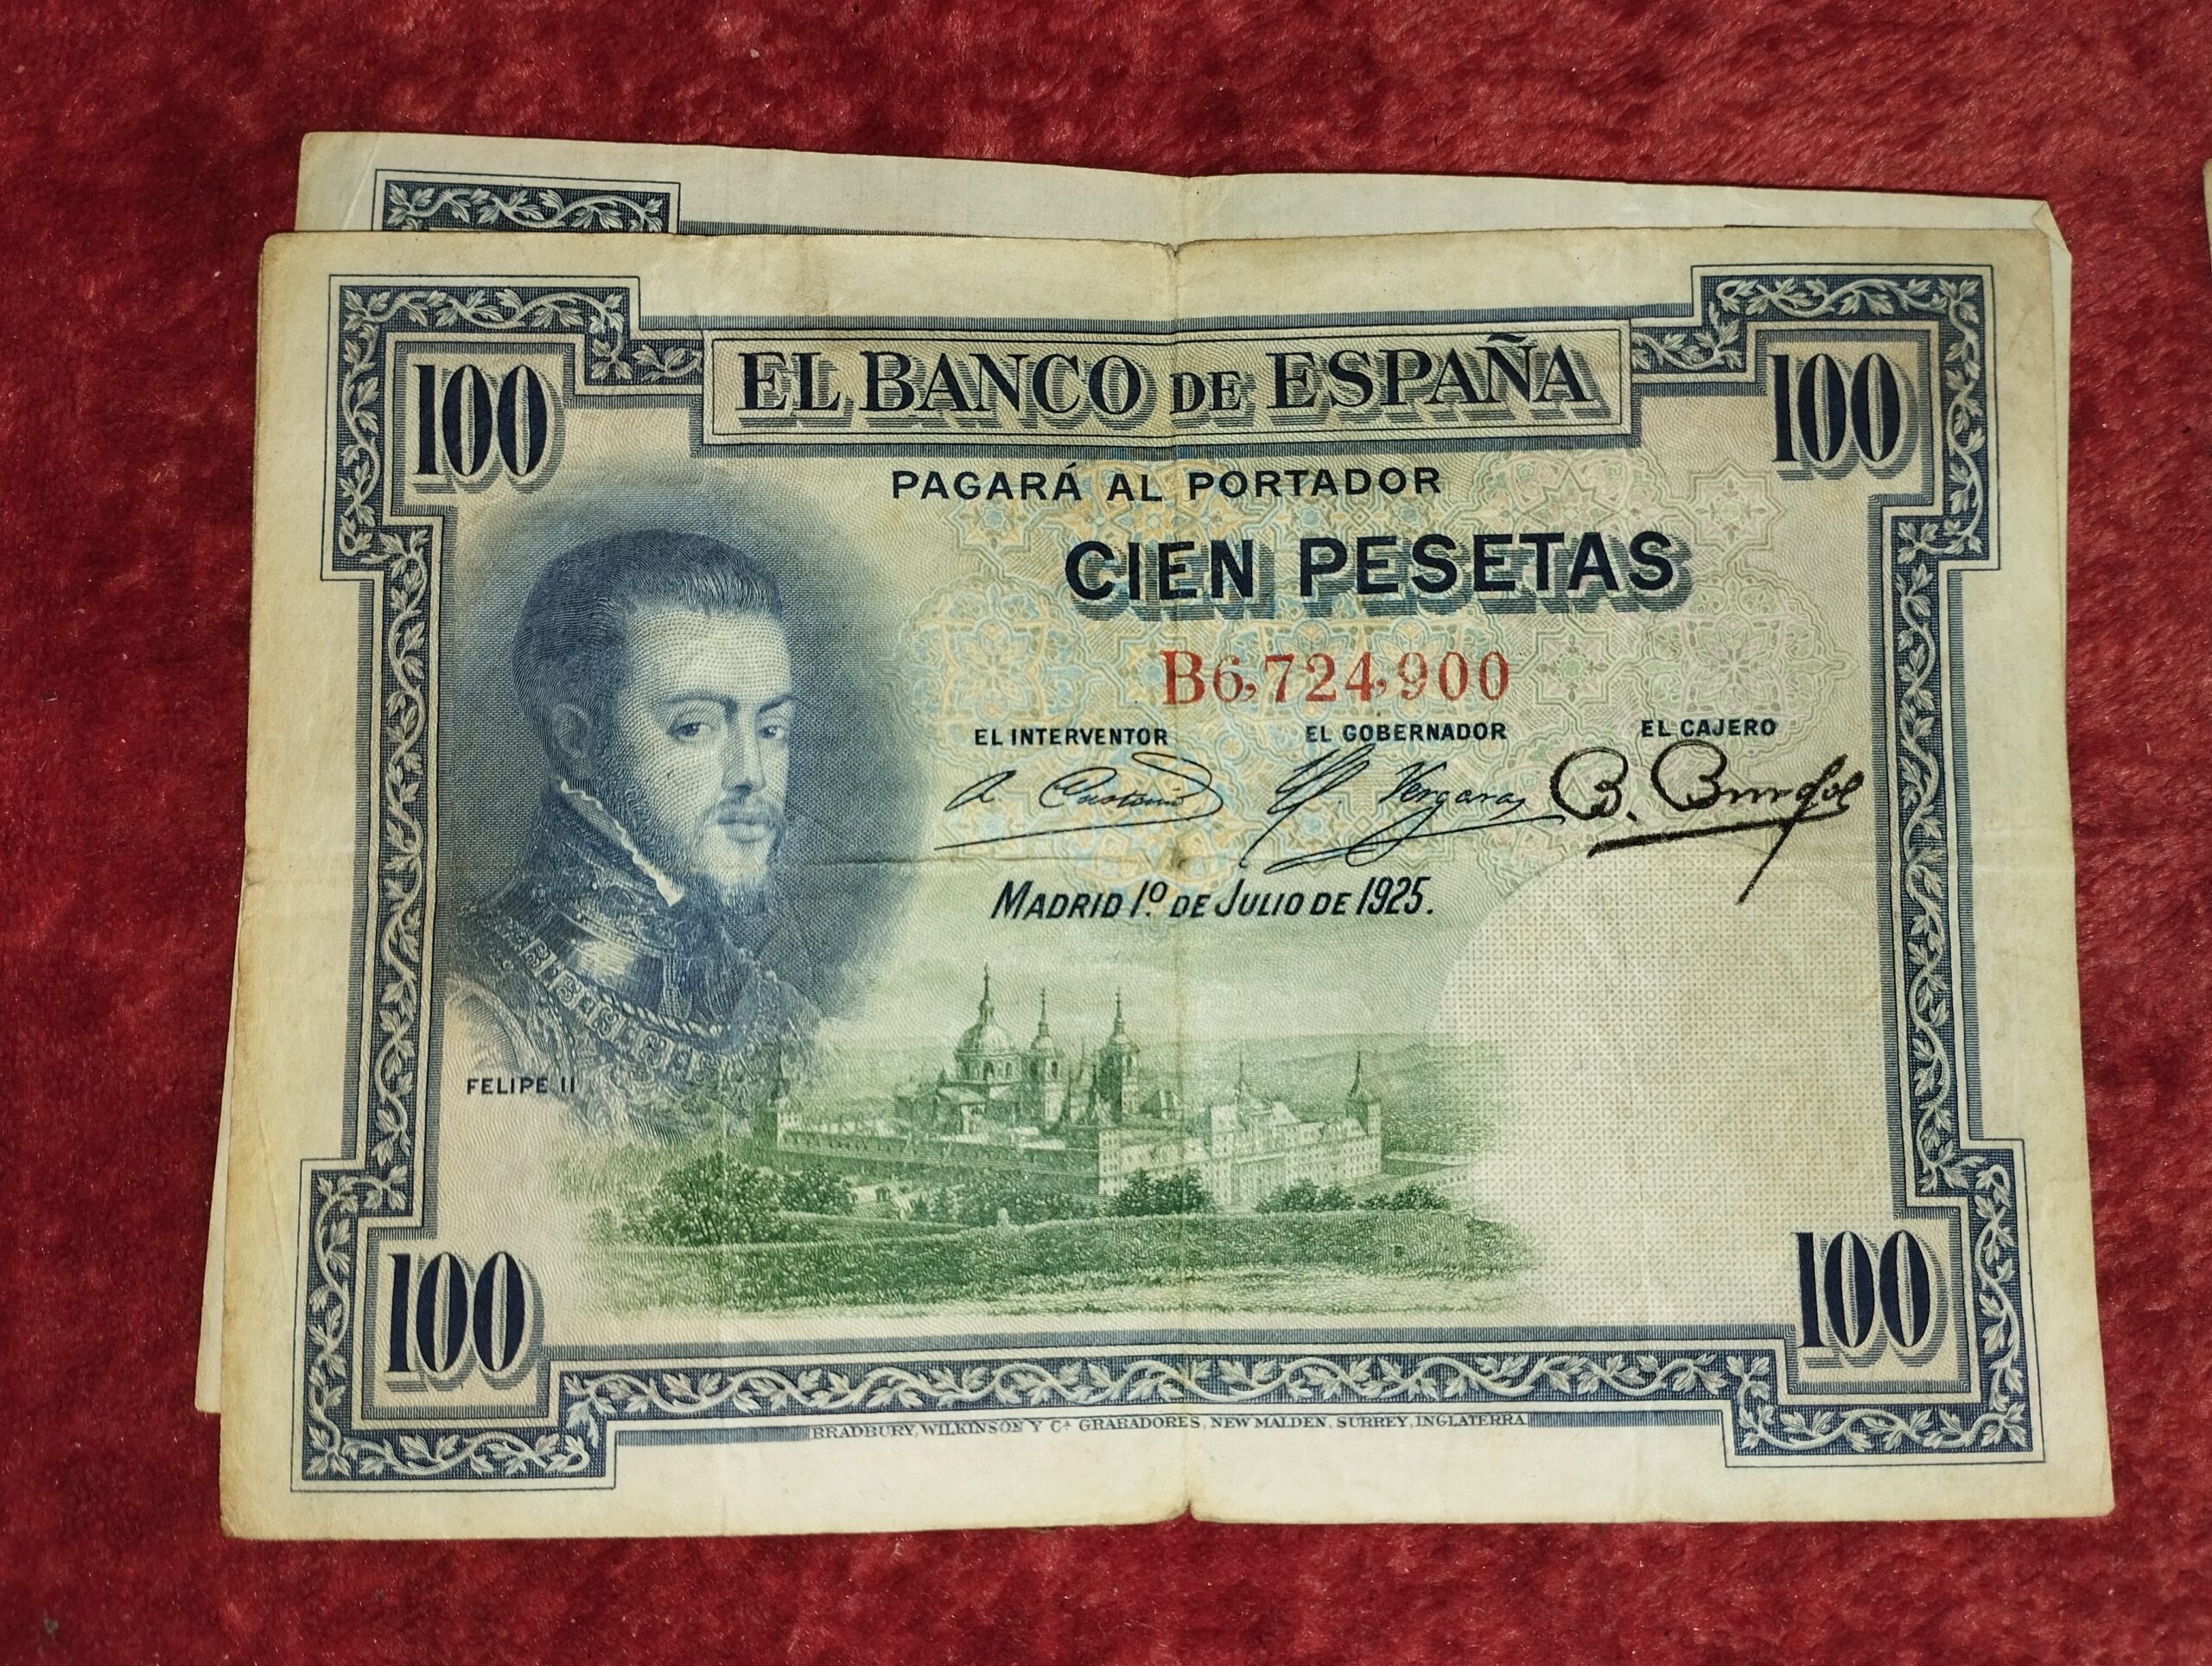 100 EL BANCO DE ESPAÑA 100
PAGARÁ AL PORTADOR
CIEN PESETAS
B6,724,900
EL INTERVENTOR EL GOBERNADOR EL CAJERO
A. Vergara B.
MADRID 1º. DE JULIO DE 1925.
FELIPE II
100 100
BRADBURY, WILKINSON Y Cª GRABADORES, NEW MALDEN, SURREY, INGLATERRA